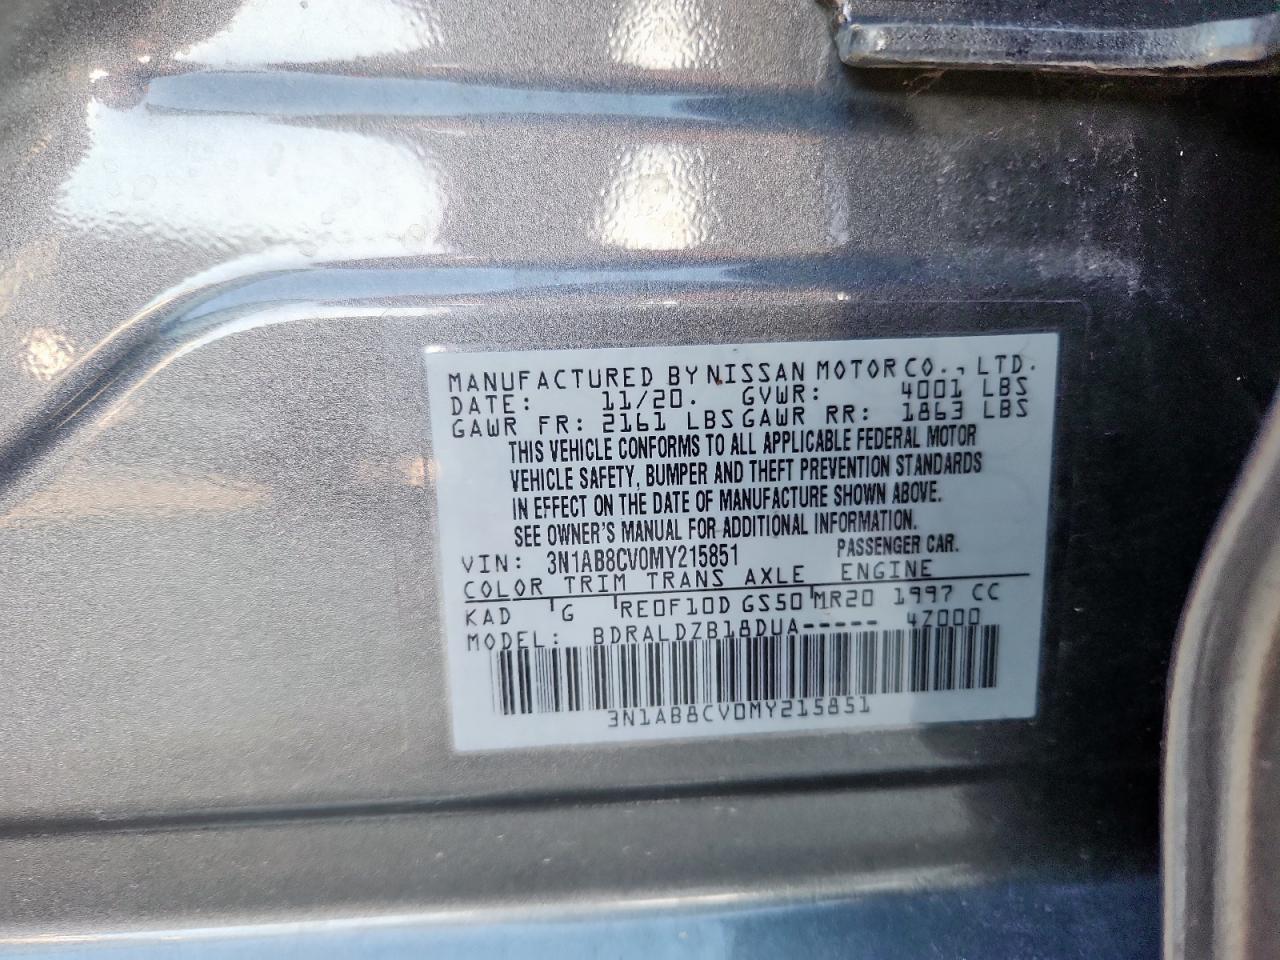 MANUFACTURED BY NISSAN MOTOR CO., LTD.
DATE: 11/20. GVWR: 4001 LBS
GAWR FR: 2161 LBS GAWR RR: 1863 LBS
THIS VEHICLE CONFORMS TO ALL APPLICABLE FEDERAL MOTOR
VEHICLE SAFETY, BUMPER AND THEFT PREVENTION STANDARDS
IN EFFECT ON THE DATE OF MANUFACTURE SHOWN ABOVE.
SEE OWNER'S MANUAL FOR ADDITIONAL INFORMATION.
VIN: 3N1AB8CV0MY215851 PASSENGER CAR.
COLOR TRIM TRANS AXLE ENGINE
KAD G RE0F10D GS50 MR20 1997 CC
MODEL: BDRALDZB18DUA----- 47000
3N1AB8CV0MY215851